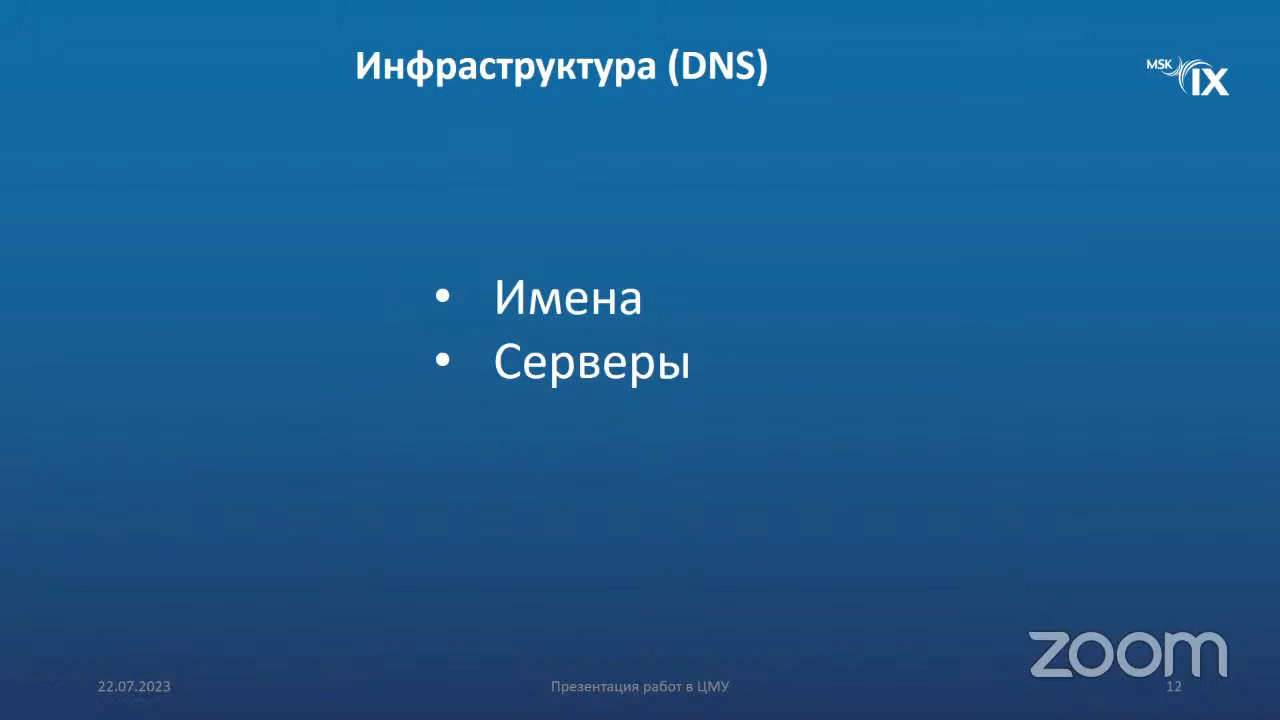 Инфраструктура (DNS)
MSK IX
• Имена
• Серверы
zoom
22.07.2023 Презентация работ в ЦМУ 12